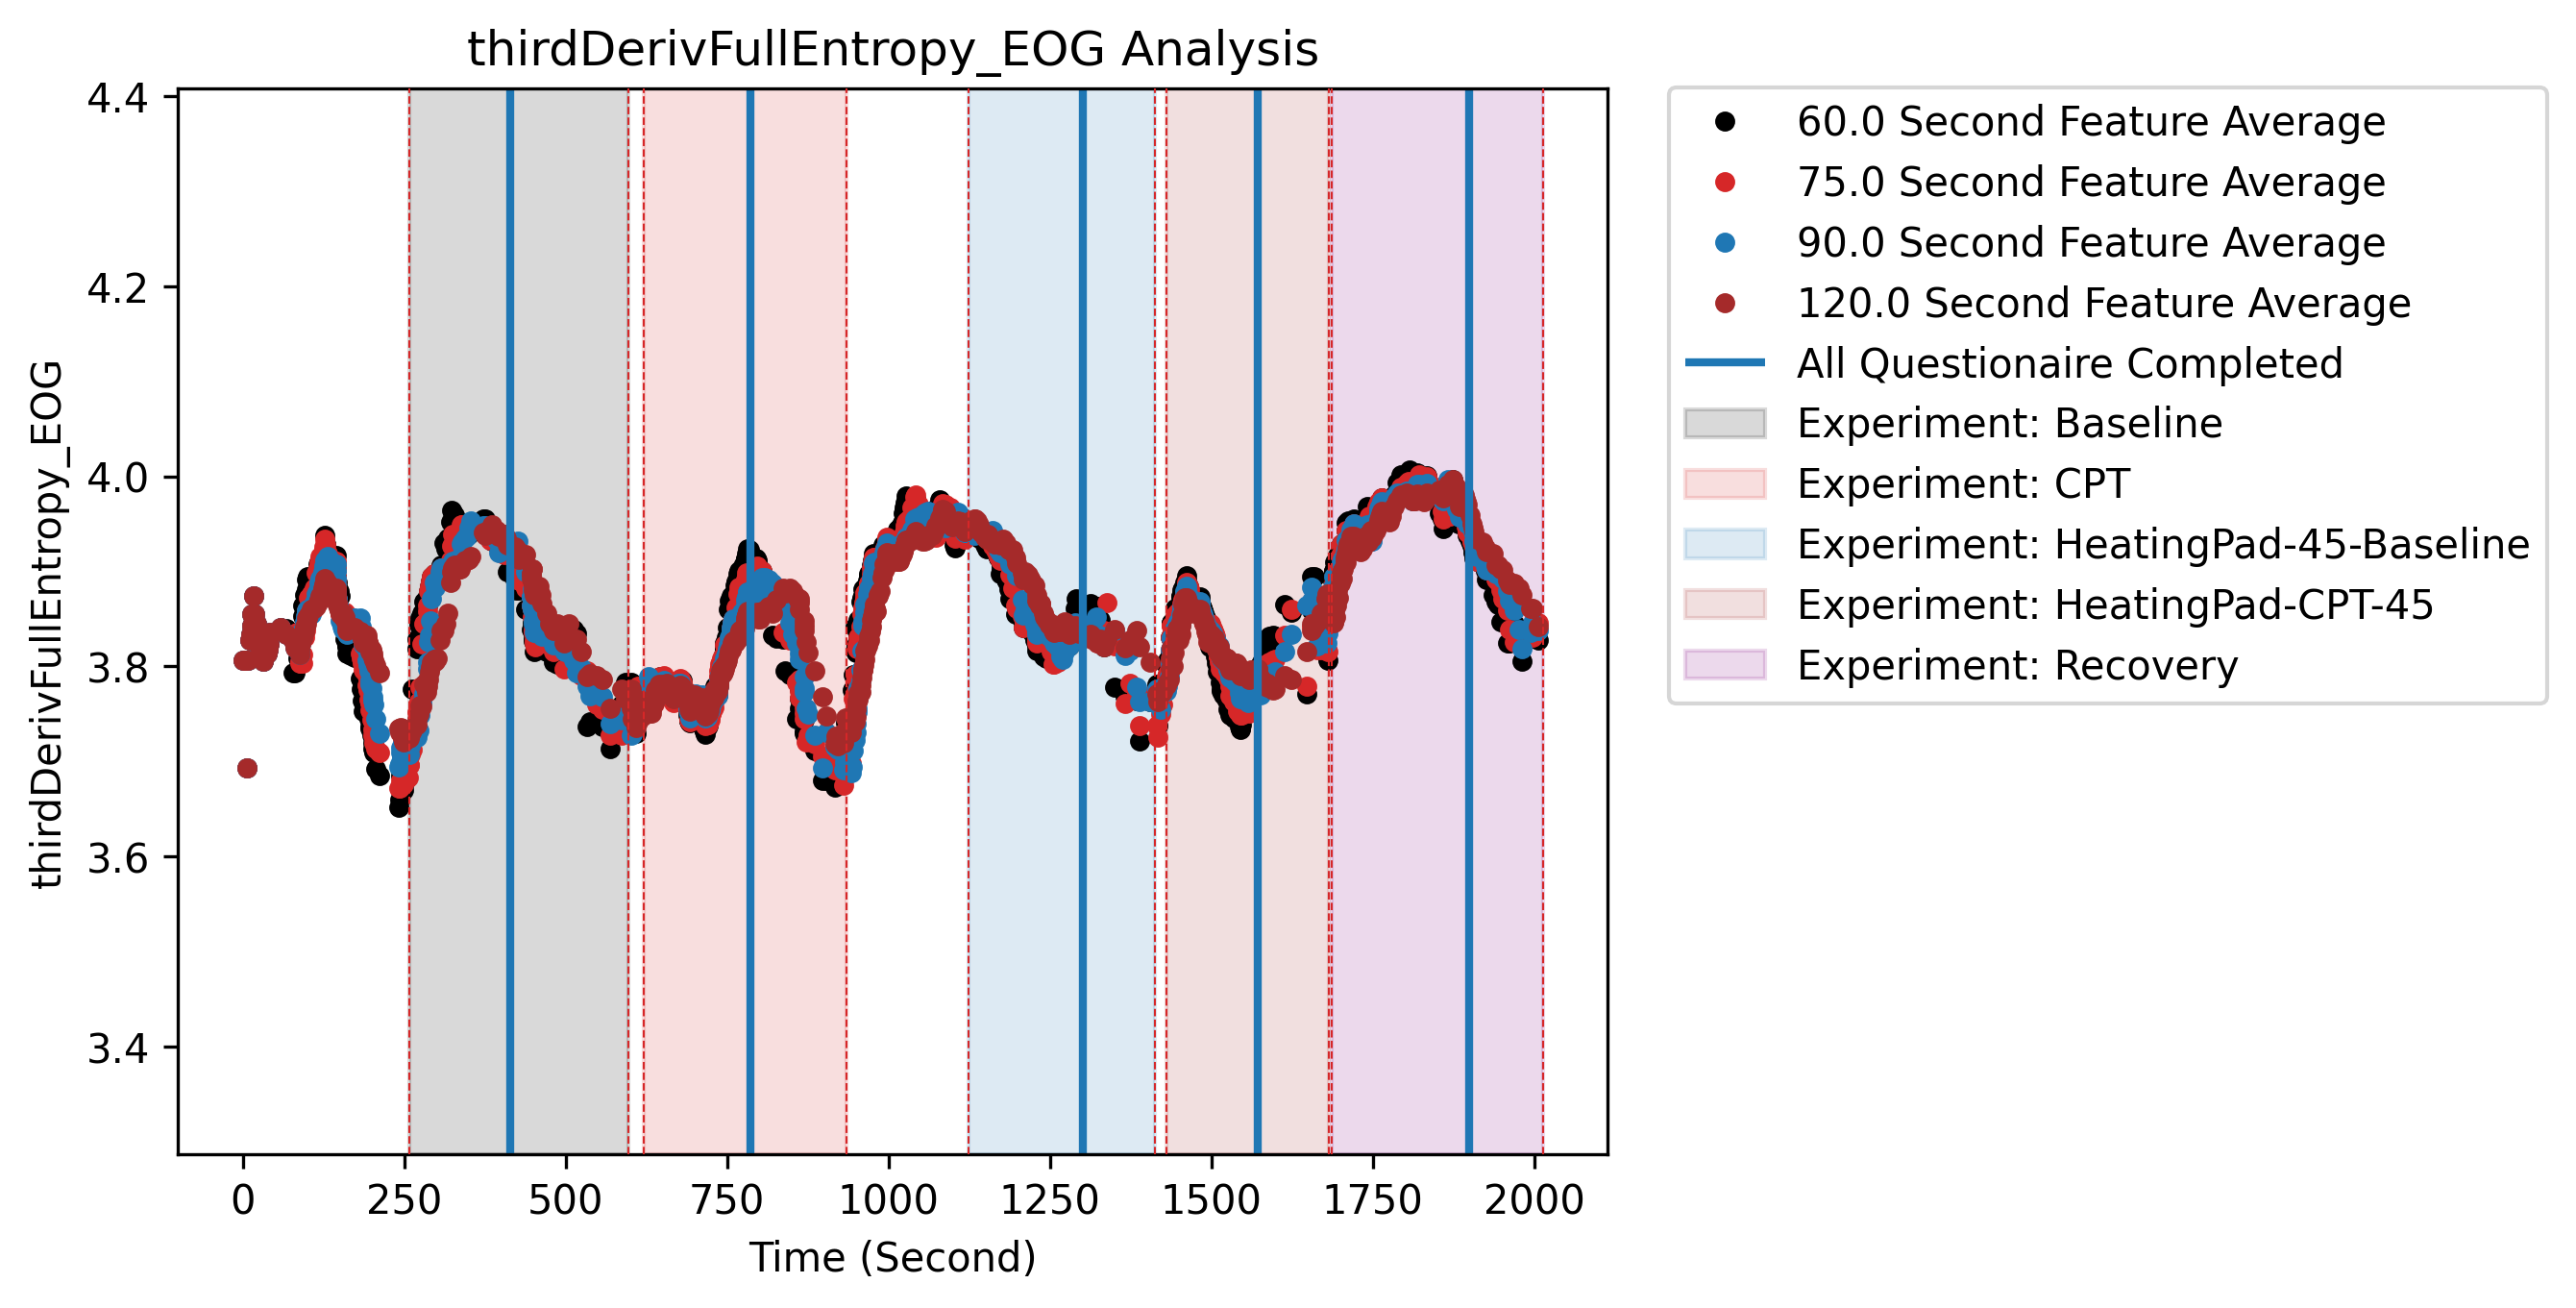 thirdDerivFullEntropy_EOG Analysis
thirdDerivFullEntropy_EOG
4.4
4.2
4.0
3.8
3.6
3.4
0 250 500 750 1000 1250 1500 1750 2000
Time (Second)
60.0 Second Feature Average
75.0 Second Feature Average
90.0 Second Feature Average
120.0 Second Feature Average
All Questionaire Completed
Experiment: Baseline
Experiment: CPT
Experiment: HeatingPad-45-Baseline
Experiment: HeatingPad-CPT-45
Experiment: Recovery